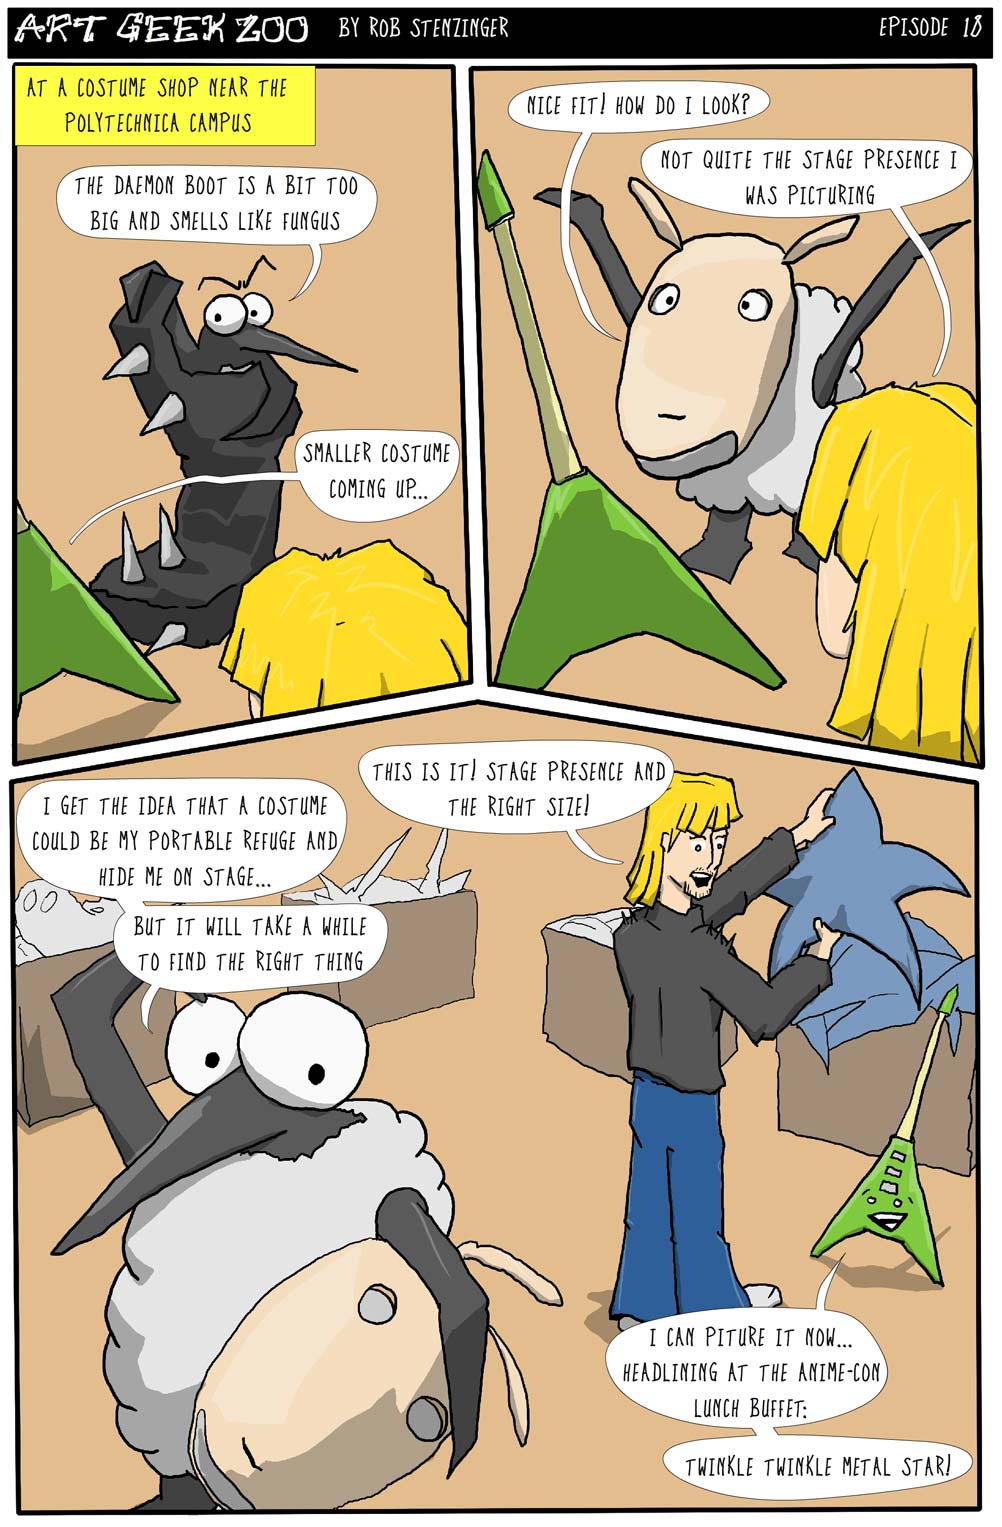 ART GEEK ZOO BY ROB STENZINGER EPISODE 18
AT A COSTUME SHOP NEAR THE
POLYTECHNICA CAMPUS
THE DAEMON BOOT IS A BIT TOO
BIG AND SMELLS LIKE FUNGUS
SMALLER COSTUME
COMING UP...
NICE FIT! HOW DO I LOOK?
NOT QUITE THE STAGE PRESENCE I
WAS PICTURING
I GET THE IDEA THAT A COSTUME
COULD BE MY PORTABLE REFUGE AND
HIDE ME ON STAGE...
BUT IT WILL TAKE A WHILE
TO FIND THE RIGHT THING
THIS IS IT! STAGE PRESENCE AND
THE RIGHT SIZE!
I CAN PITURE IT NOW...
HEADLINING AT THE ANIME-CON
LUNCH BUFFET:
TWINKLE TWINKLE METAL STAR!